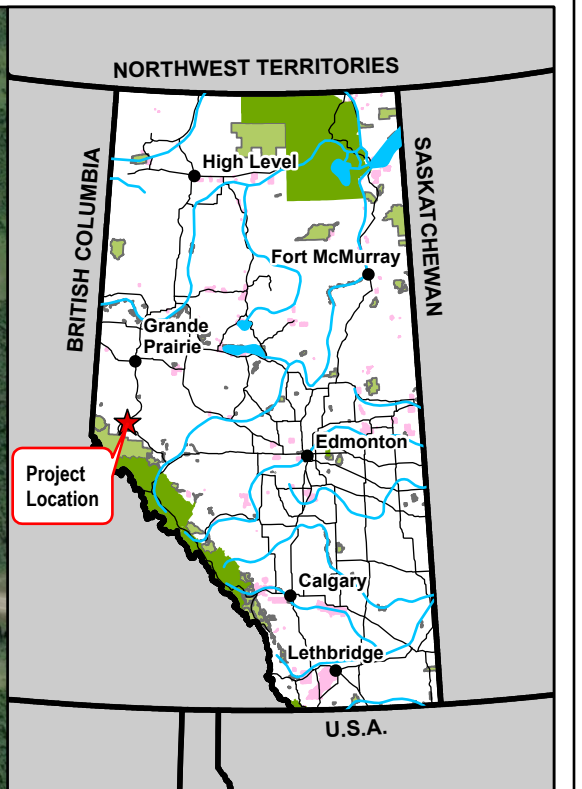 NORTHWEST TERRITORIES
BRITISH COLUMBIA
SASKATCHEWAN
High Level
Fort McMurray
Grande
Prairie
Edmonton
Project
Location
Calgary
Lethbridge
U.S.A.